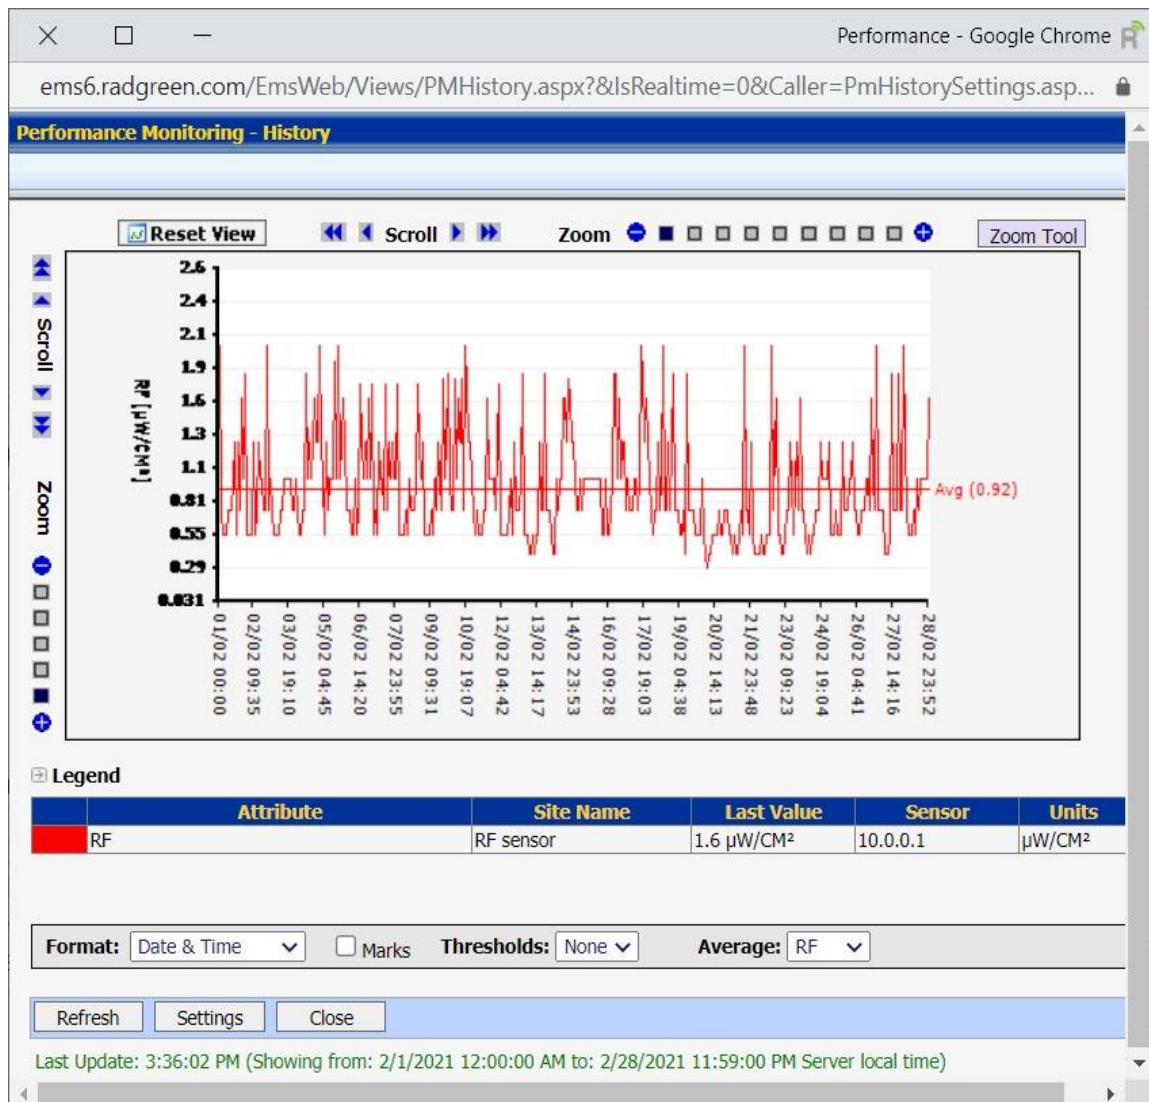 Performance - Google Chrome
ems6.radgreen.com/EmsWeb/Views/PMHistory.aspx?&IsRealtime=0&Caller=PmHistorySettings.asp...
Performance Monitoring - History
Reset View Scroll Zoom Zoom Tool
Scroll
Zoom
RF [µW/CM²]
2.6
2.4
2.1
1.9
1.6
1.3
1.1
0.81
0.55
0.29
0.031
Avg (0.92)
01/02 00:00
02/02 09:35
03/02 19:10
05/02 04:45
06/02 14:20
07/02 23:55
09/02 09:31
10/02 19:07
12/02 04:42
13/02 14:17
14/02 23:53
16/02 09:28
17/02 19:03
19/02 04:38
20/02 14:13
21/02 23:48
23/02 09:23
24/02 19:04
26/02 04:41
27/02 14:16
28/02 23:52
Legend
Attribute Site Name Last Value Sensor Units
RF RF sensor 1.6 µW/CM² 10.0.0.1 µW/CM²
Format: Date & Time Marks Thresholds: None Average: RF
Refresh Settings Close
Last Update: 3:36:02 PM (Showing from: 2/1/2021 12:00:00 AM to: 2/28/2021 11:59:00 PM Server local time)